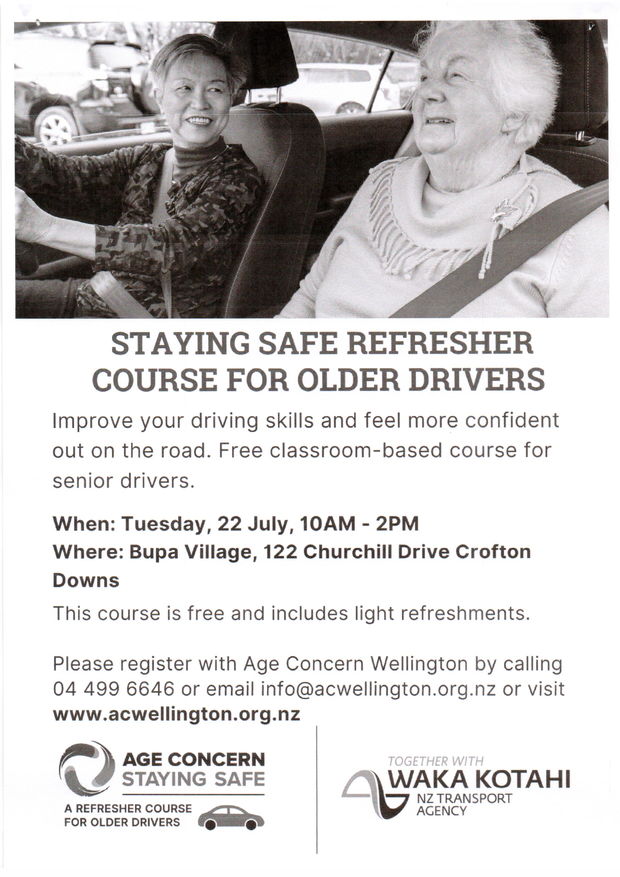 STAYING SAFE REFRESHER
COURSE FOR OLDER DRIVERS
Improve your driving skills and feel more confident
out on the road. Free classroom-based course for
senior drivers.
When: Tuesday, 22 July, 10AM - 2PM
Where: Bupa Village, 122 Churchill Drive Crofton
Downs
This course is free and includes light refreshments.
Please register with Age Concern Wellington by calling
04 499 6646 or email info@acwellington.org.nz or visit
www.acwellington.org.nz
AGE CONCERN
STAYING SAFE
A REFRESHER COURSE
FOR OLDER DRIVERS
TOGETHER WITH
WAKA KOTAHI
NZ TRANSPORT
AGENCY